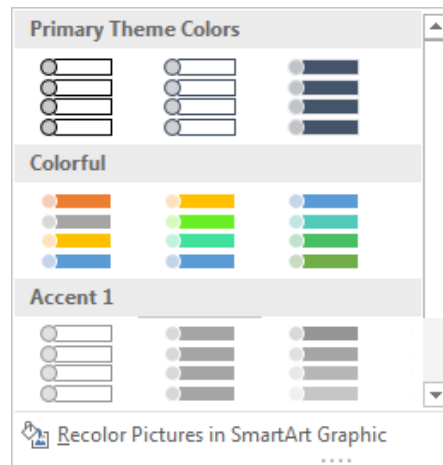 Primary Theme Colors
Colorful
Accent 1
Recolor Pictures in SmartArt Graphic